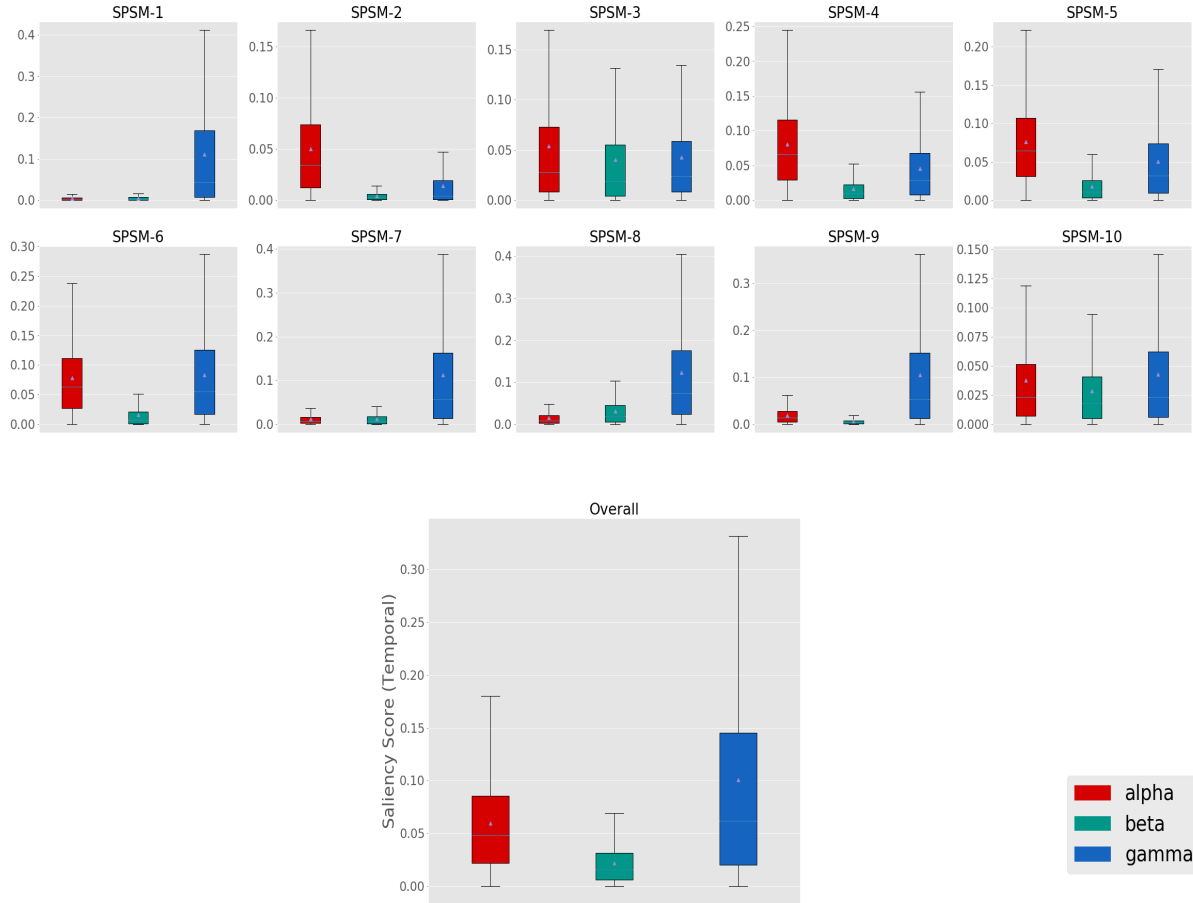 SPSM-1 SPSM-2 SPSM-3 SPSM-4 SPSM-5
0.4 0.3 0.2 0.1 0.0
0.15 0.10 0.05 0.00
0.15 0.10 0.05 0.00
0.25 0.20 0.15 0.10 0.05 0.00
0.20 0.15 0.10 0.05 0.00
SPSM-6 SPSM-7 SPSM-8 SPSM-9 SPSM-10
0.30 0.25 0.20 0.15 0.10 0.05 0.00
0.4 0.3 0.2 0.1 0.0
0.4 0.3 0.2 0.1 0.0
0.3 0.2 0.1 0.0
0.150 0.125 0.100 0.075 0.050 0.025 0.000
Overall
Saliency Score (Temporal)
0.30
0.25
0.20
0.15
0.10
0.05
0.00
alpha
beta
gamma